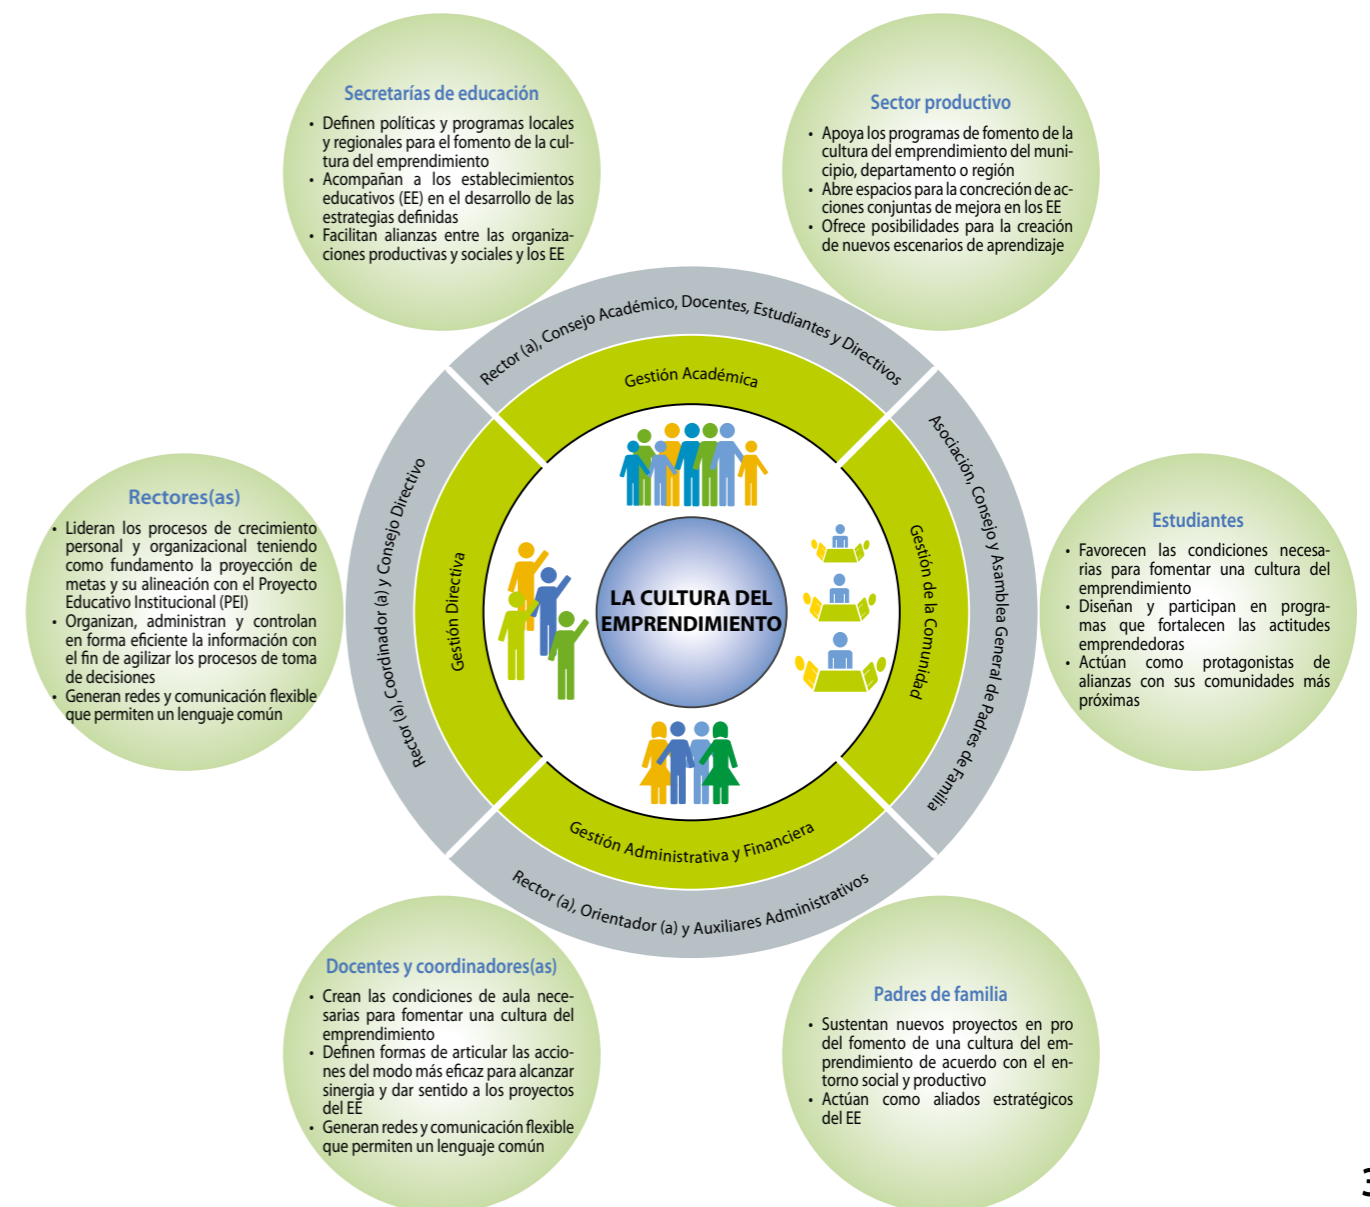 Secretarías de educación
• Definen políticas y programas locales
y regionales para el fomento de la cul-
tura del emprendimiento
• Acompañan a los establecimientos
educativos (EE) en el desarrollo de las
estrategias definidas
• Facilitan alianzas entre las organiza-
ciones productivas y sociales y los EE
Sector productivo
• Apoya los programas de fomento de la
cultura del emprendimiento del muni-
cipio, departamento o región
• Abre espacios para la concreción de ac-
ciones conjuntas de mejora en los EE
• Ofrece posibilidades para la creación
de nuevos escenarios de aprendizaje
Rector (a), Consejo Académico, Docentes, Estudiantes y Directivos
Gestión Académica
Rectores(as)
• Lideran los procesos de crecimiento
personal y organizacional teniendo
como fundamento la proyección de
metas y su alineación con el Proyecto
Educativo Institucional (PEI)
• Organizan, administran y controlan
en forma eficiente la información con
el fin de agilizar los procesos de toma
de decisiones
• Generan redes y comunicación flexible
que permiten un lenguaje común
Rector (a), Coordinador (a) y Consejo Directivo
Gestión Directiva
LA CULTURA DEL
EMPRENDIMIENTO
Gestión de la Comunidad
Asociación, Consejo y Asamblea General de Padres de Familia
Estudiantes
• Favorecen las condiciones necesa-
rias para fomentar una cultura del
emprendimiento
• Diseñan y participan en progra-
mas que fortalecen las actitudes
emprendedoras
• Actúan como protagonistas de
alianzas con sus comunidades más
próximas
Gestión Administrativa y Financiera
Rector (a), Orientador (a) y Auxiliares Administrativos
Docentes y coordinadores(as)
• Crean las condiciones de aula nece-
sarias para fomentar una cultura del
emprendimiento
• Definen formas de articular las accio-
nes del modo más eficaz para alcanzar
sinergia y dar sentido a los proyectos
del EE
• Generan redes y comunicación flexible
que permiten un lenguaje común
Padres de familia
• Sustentan nuevos proyectos en pro
del fomento de una cultura del em-
prendimiento de acuerdo con el en-
torno social y productivo
• Actúan como aliados estratégicos
del EE